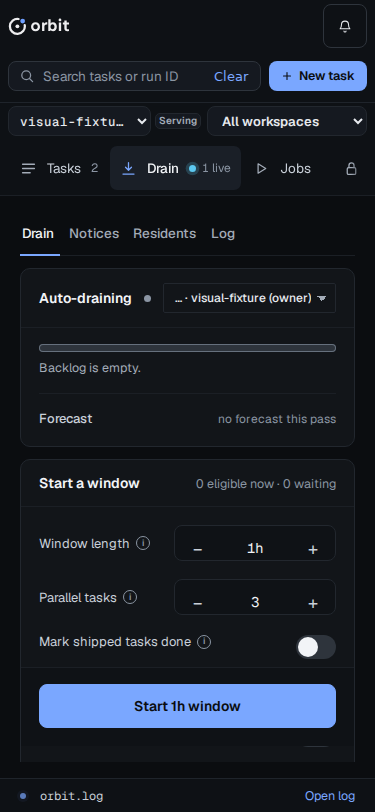 orbit
Search tasks or run ID Clear
+ New task
visual-fixtu… Serving All workspaces
Tasks 2 Drain 1 live Jobs
Drain Notices Residents Log
Auto-draining … · visual-fixture (owner)
Backlog is empty.
Forecast no forecast this pass
Start a window 0 eligible now · 0 waiting
Window length i − 1h +
Parallel tasks i − 3 +
Mark shipped tasks done i
Start 1h window
orbit.log Open log